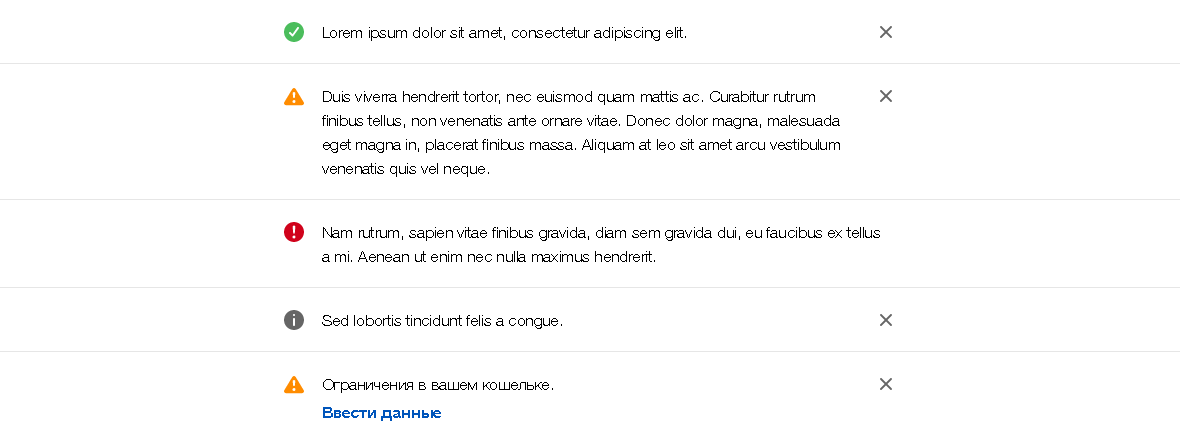 Lorem ipsum dolor sit amet, consectetur adipiscing elit.
Duis viverra hendrerit tortor, nec euismod quam mattis ac. Curabitur rutrum
finibus tellus, non venenatis ante ornare vitae. Donec dolor magna, malesuada
eget magna in, placerat finibus massa. Aliquam at leo sit amet arcu vestibulum
venenatis quis vel neque.
Nam rutrum, sapien vitae finibus gravida, diam sem gravida dui, eu faucibus ex tellus
a mi. Aenean ut enim nec nulla maximus hendrerit.
Sed lobortis tincidunt felis a congue.
Ограничения в вашем кошельке.
Ввести данные